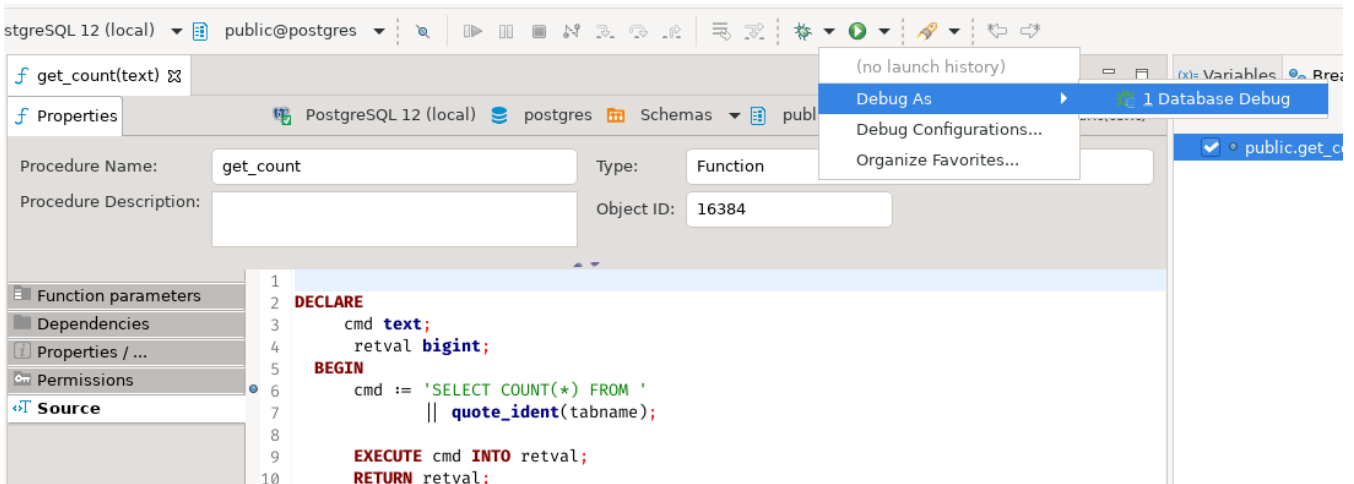 stgreSQL 12 (local) public@postgres
(no launch history)
f get_count(text) (x)= Variables Brea
Debug As 1 Database Debug
f Properties PostgreSQL 12 (local) postgres Schemas publ
Debug Configurations...
public.get_co
Organize Favorites...
Procedure Name: get_count Type: Function
Procedure Description: Object ID: 16384
Function parameters
Dependencies
Properties / ...
Permissions
Source
1
2 DECLARE
3 cmd text;
4 retval bigint;
5 BEGIN
6 cmd := 'SELECT COUNT(*) FROM '
7 || quote_ident(tabname);
8
9 EXECUTE cmd INTO retval;
10 RETURN retval;